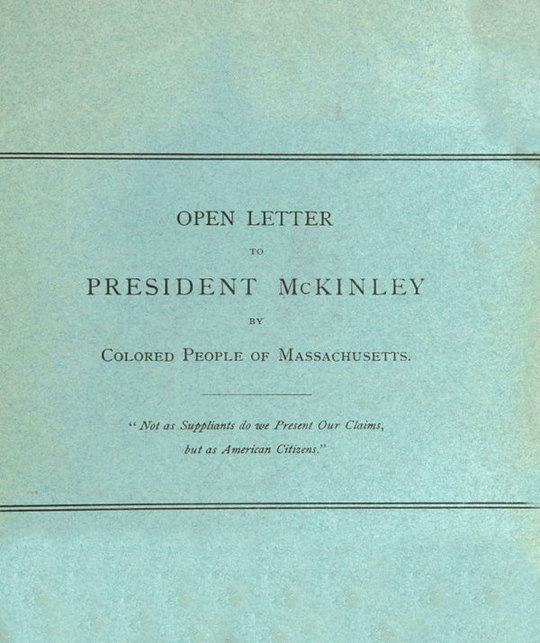 OPEN LETTER
TO
PRESIDENT McKINLEY
BY
COLORED PEOPLE OF MASSACHUSETTS.
"Not as Suppliants do we Present Our Claims,
but as American Citizens."